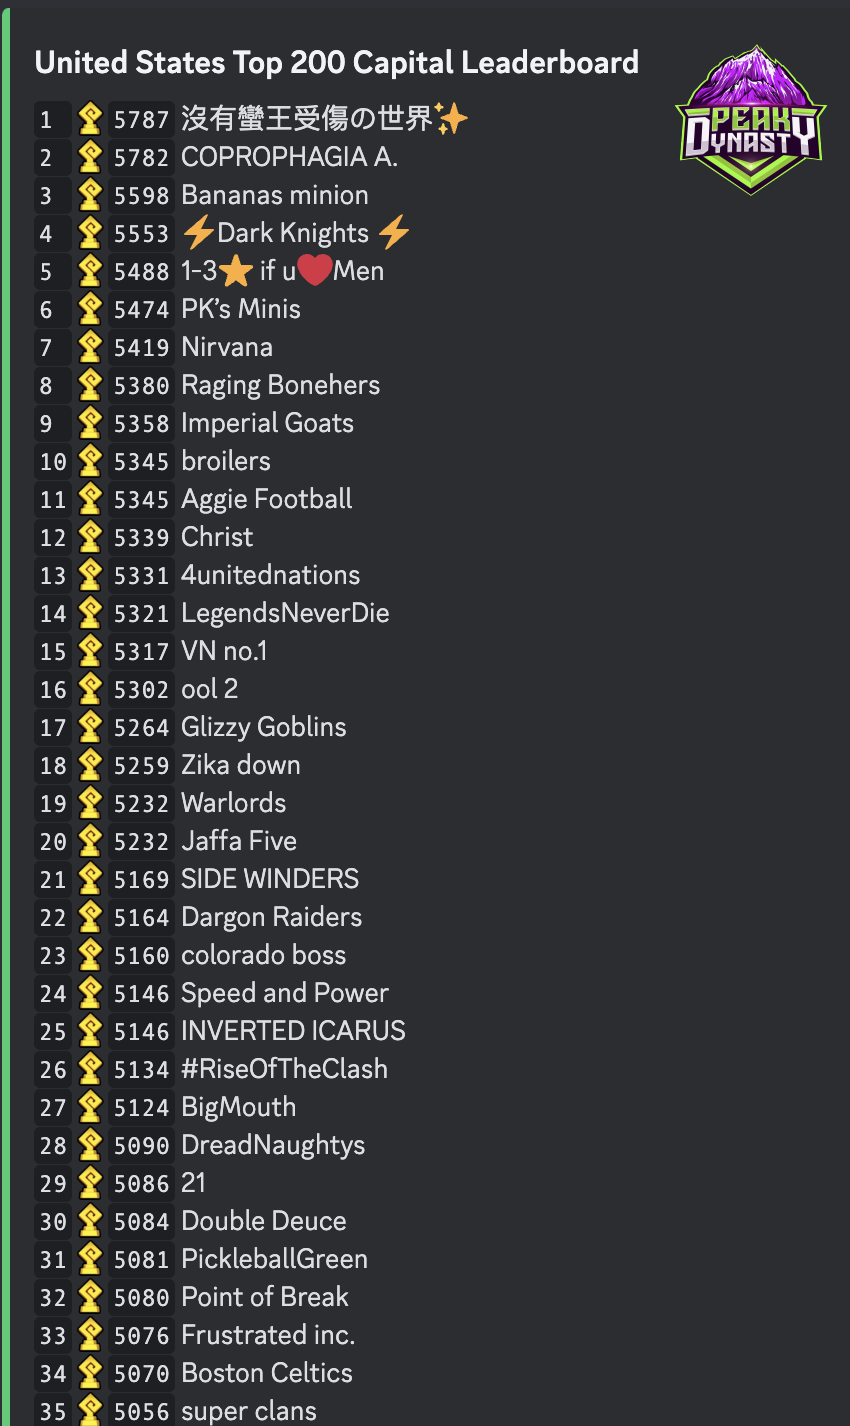 United States Top 200 Capital Leaderboard
PEAK
DYNASTY
1 5787 沒有蠻王受傷の世界✨
2 5782 COPROPHAGIA A.
3 5598 Bananas minion
4 5553 ⚡Dark Knights ⚡
5 5488 1-3⭐ if u❤️Men
6 5474 PK’s Minis
7 5419 Nirvana
8 5380 Raging Bonehers
9 5358 Imperial Goats
10 5345 broilers
11 5345 Aggie Football
12 5339 Christ
13 5331 4unitednations
14 5321 LegendsNeverDie
15 5317 VN no.1
16 5302 ool 2
17 5264 Glizzy Goblins
18 5259 Zika down
19 5232 Warlords
20 5232 Jaffa Five
21 5169 SIDE WINDERS
22 5164 Dargon Raiders
23 5160 colorado boss
24 5146 Speed and Power
25 5146 INVERTED ICARUS
26 5134 #RiseOfTheClash
27 5124 BigMouth
28 5090 DreadNaughtys
29 5086 21
30 5084 Double Deuce
31 5081 PickleballGreen
32 5080 Point of Break
33 5076 Frustrated inc.
34 5070 Boston Celtics
35 5056 super clans